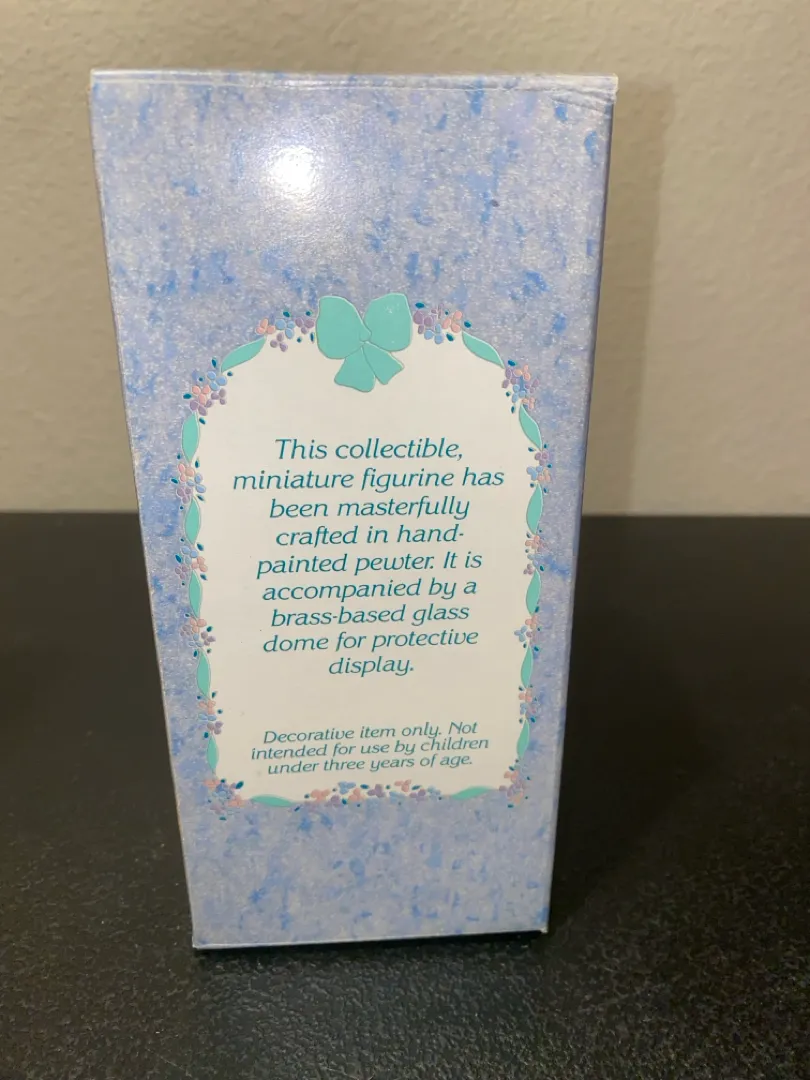 This collectible,
miniature figurine has
been masterfully
crafted in hand-
painted pewter. It is
accompanied by a
brass-based glass
dome for protective
display.
Decorative item only. Not
intended for use by children
under three years of age.